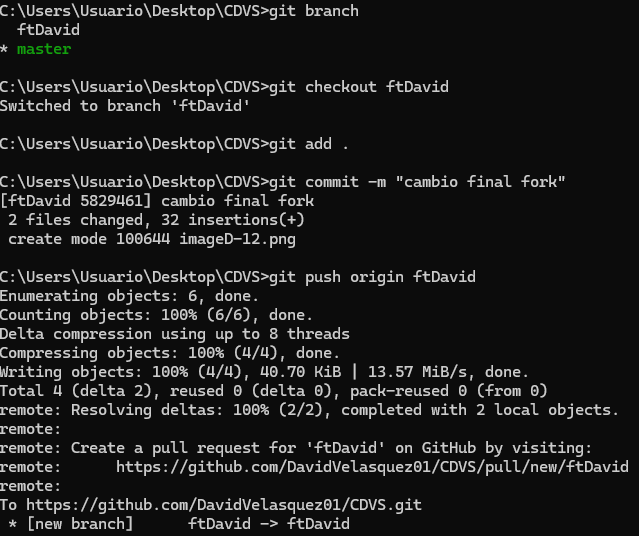 C:\Users\Usuario\Desktop\CDVS>git branch
  ftDavid
* master
C:\Users\Usuario\Desktop\CDVS>git checkout ftDavid
Switched to branch 'ftDavid'
C:\Users\Usuario\Desktop\CDVS>git add .
C:\Users\Usuario\Desktop\CDVS>git commit -m "cambio final fork"
[ftDavid 5829461] cambio final fork
 2 files changed, 32 insertions(+)
 create mode 100644 imageD-12.png
C:\Users\Usuario\Desktop\CDVS>git push origin ftDavid
Enumerating objects: 6, done.
Counting objects: 100% (6/6), done.
Delta compression using up to 8 threads
Compressing objects: 100% (4/4), done.
Writing objects: 100% (4/4), 40.70 KiB | 13.57 MiB/s, done.
Total 4 (delta 2), reused 0 (delta 0), pack-reused 0 (from 0)
remote: Resolving deltas: 100% (2/2), completed with 2 local objects.
remote:
remote: Create a pull request for 'ftDavid' on GitHub by visiting:
remote:      https://github.com/DavidVelasquez01/CDVS/pull/new/ftDavid
remote:
To https://github.com/DavidVelasquez01/CDVS.git
 * [new branch]      ftDavid -> ftDavid